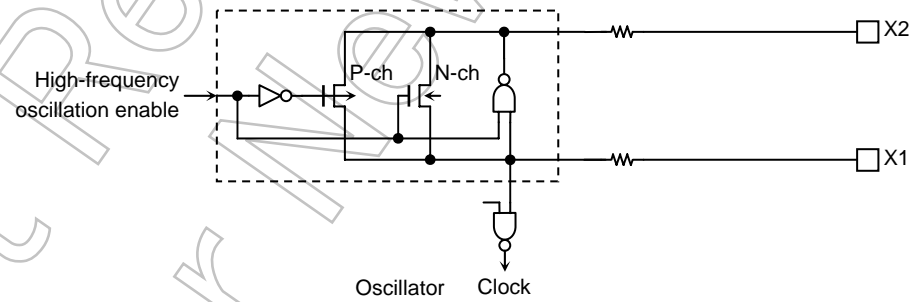 X2
P-ch
N-ch
High-frequency
oscillation enable
X1
Oscillator
Clock